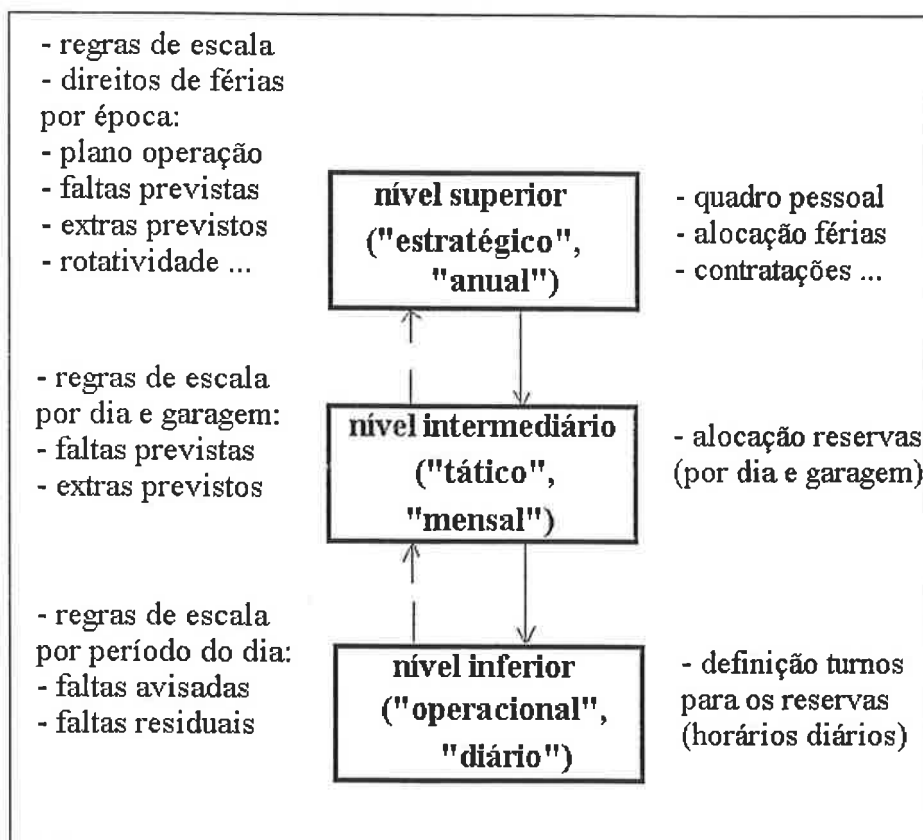 - regras de escala
- direitos de férias
por época:
- plano operação
- faltas previstas
- extras previstos
- rotatividade ...
nível superior
("estratégico",
"anual")
- quadro pessoal
- alocação férias
- contratações ...
- regras de escala
por dia e garagem:
- faltas previstas
- extras previstos
nível intermediário
("tático",
"mensal")
- alocação reservas
(por dia e garagem)
- regras de escala
por período do dia:
- faltas avisadas
- faltas residuais
nível inferior
("operacional",
"diário")
- definição turnos
para os reservas
(horários diários)